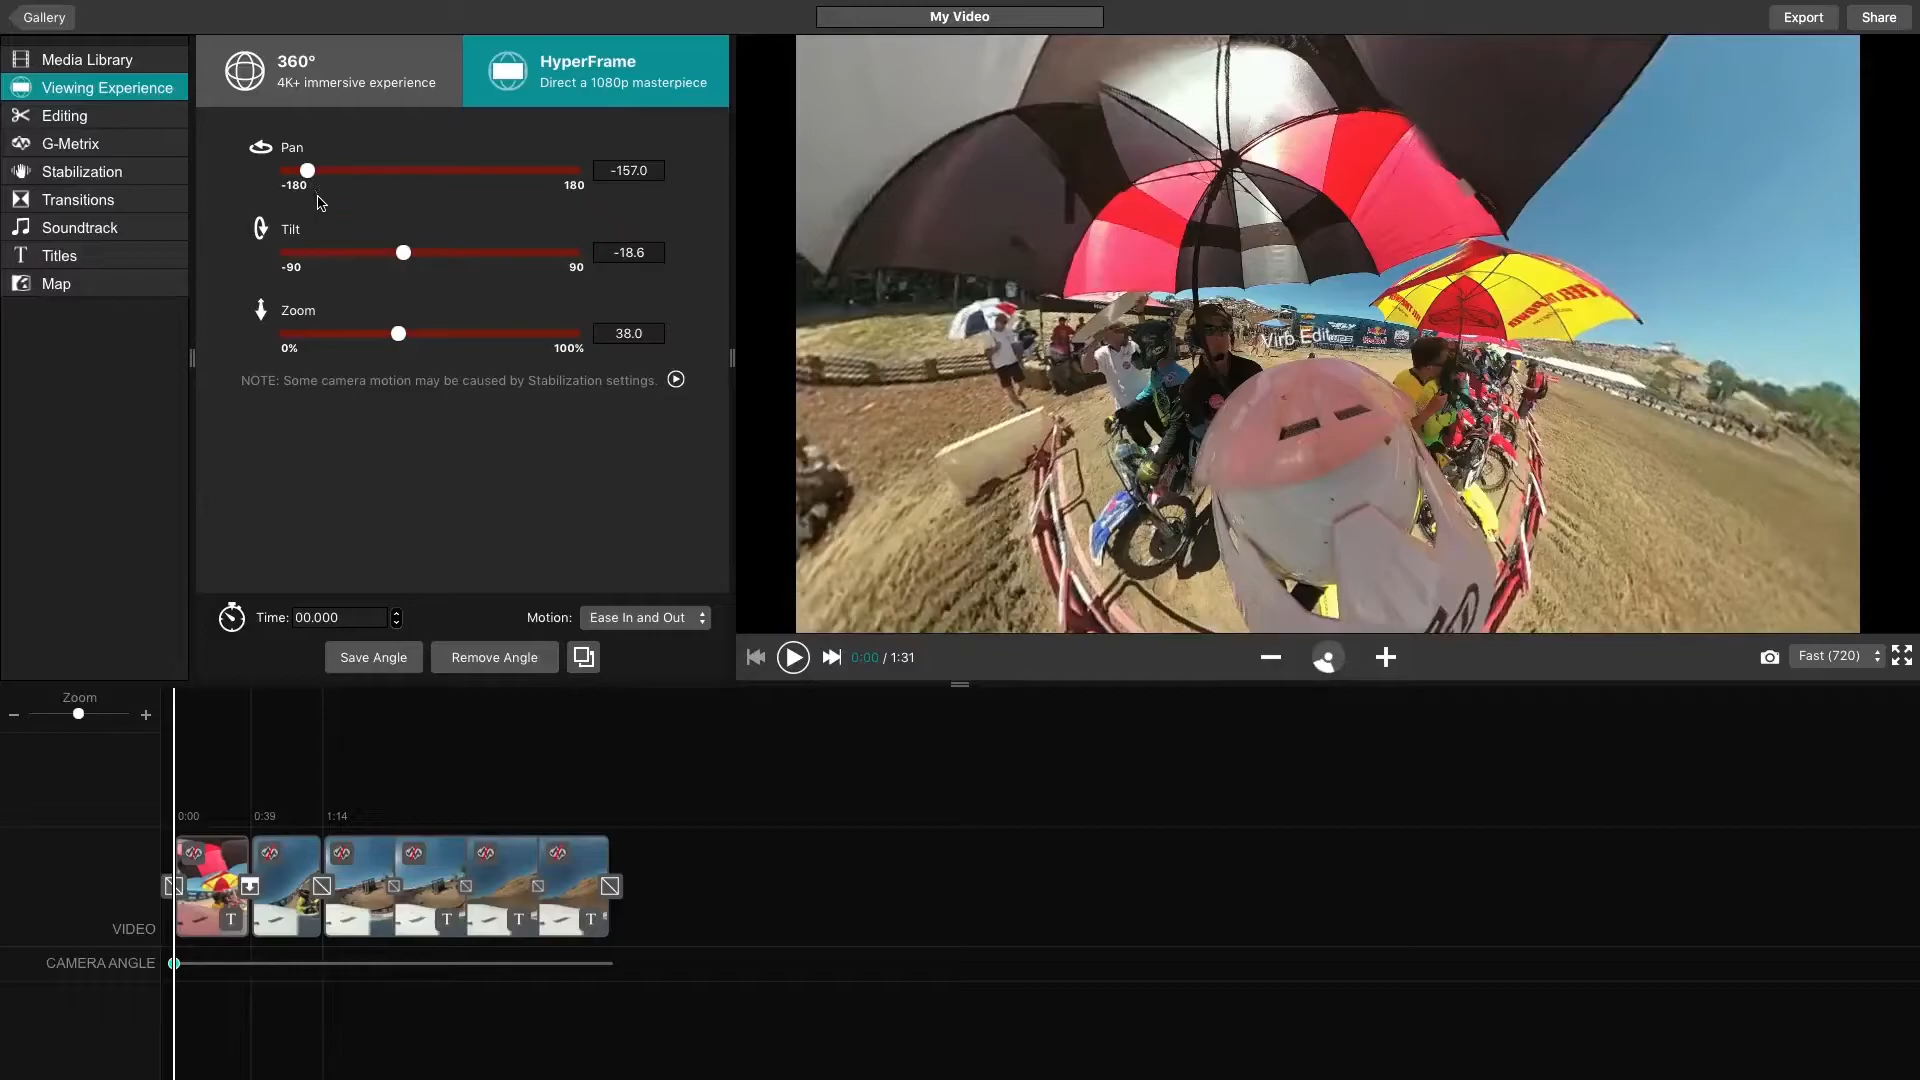 Gallery
My Video
Export
Share
Media Library
Viewing Experience
Editing
G-Metrix
Stabilization
Transitions
Soundtrack
Titles
Map
360°
4K+ immersive experience
HyperFrame
Direct a 1080p masterpiece
Pan
-157.0
-180
180
Tilt
-18.6
-90
90
Zoom
38.0
0%
100%
NOTE: Some camera motion may be caused by Stabilization settings.
Time: 00.000
Motion: Ease In and Out
Save Angle
Remove Angle
Virb Edit
RedBull
0:00 / 1:31
Fast (720)
Zoom
0:00
0:39
1:14
T
T
T
T
VIDEO
CAMERA ANGLE